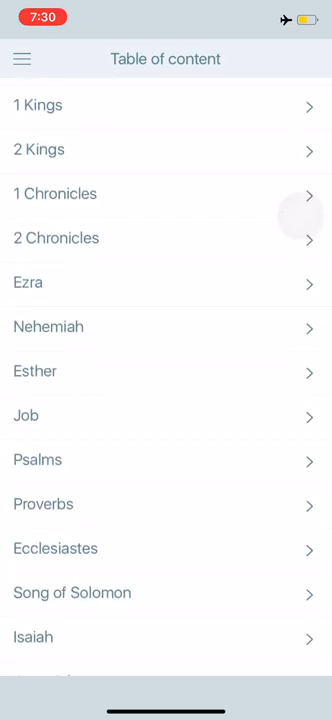 7:30
Table of content
1 Kings
2 Kings
1 Chronicles
2 Chronicles
Ezra
Nehemiah
Esther
Job
Psalms
Proverbs
Ecclesiastes
Song of Solomon
Isaiah